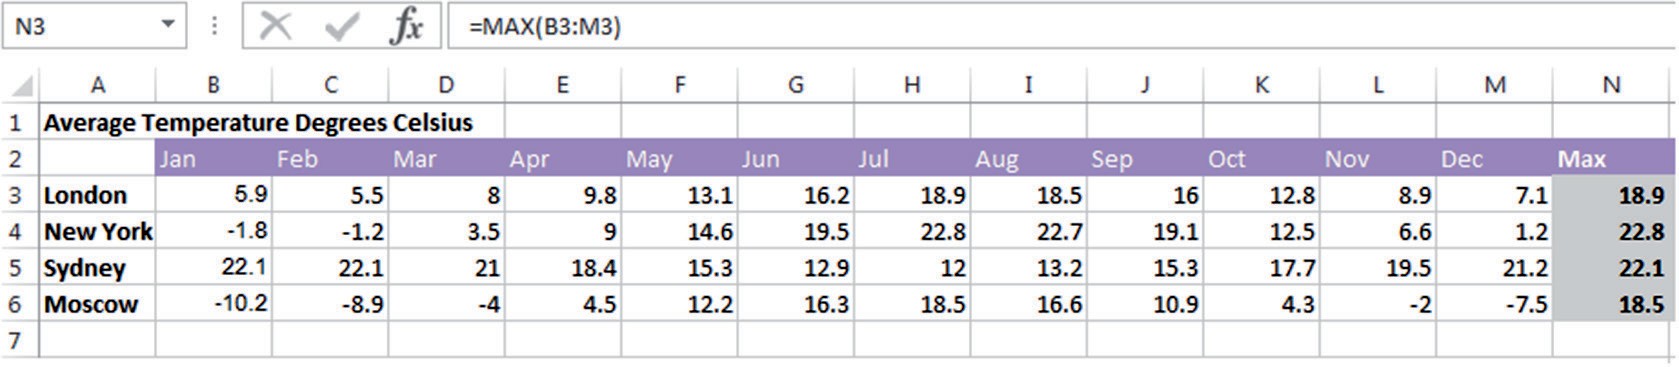 N3 fx =MAX(B3:M3)
A B C D E F G H I J K L M N
1 Average Temperature Degrees Celsius
2 Jan Feb Mar Apr May Jun Jul Aug Sep Oct Nov Dec Max
3 London 5.9 5.5 8 9.8 13.1 16.2 18.9 18.5 16 12.8 8.9 7.1 18.9
4 New York -1.8 -1.2 3.5 9 14.6 19.5 22.8 22.7 19.1 12.5 6.6 1.2 22.8
5 Sydney 22.1 22.1 21 18.4 15.3 12.9 12 13.2 15.3 17.7 19.5 21.2 22.1
6 Moscow -10.2 -8.9 -4 4.5 12.2 16.3 18.5 16.6 10.9 4.3 -2 -7.5 18.5
7